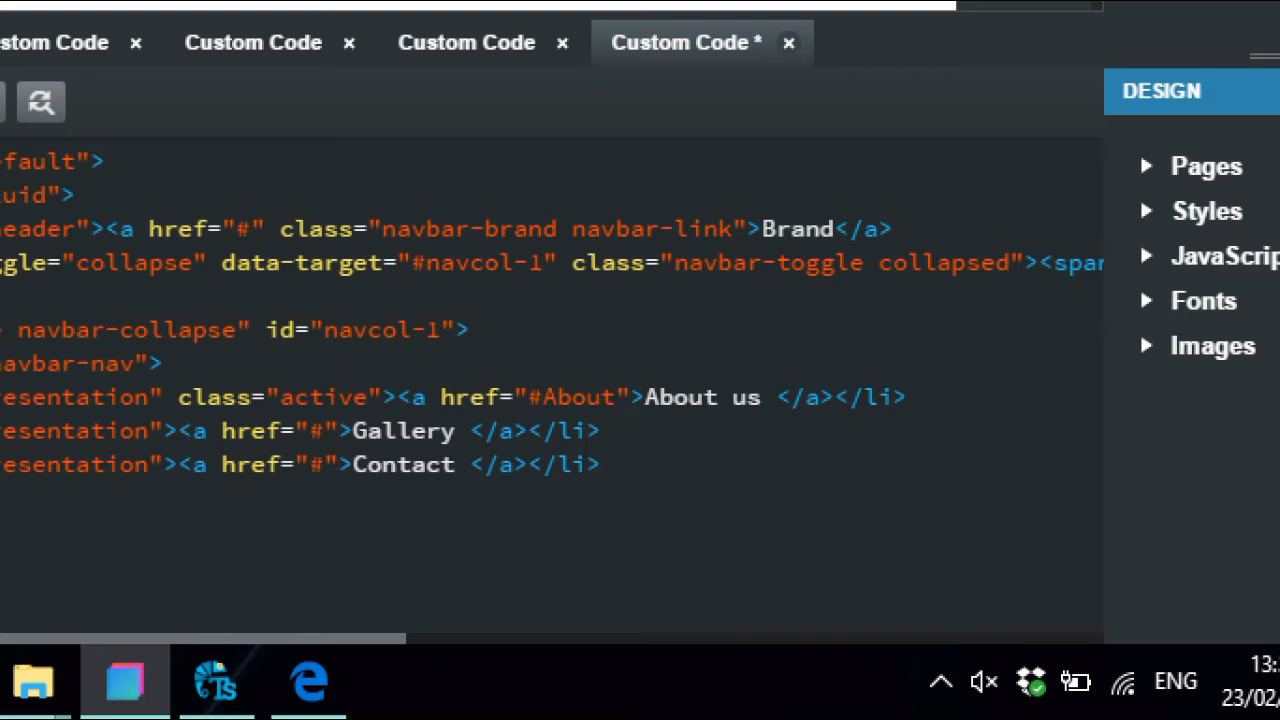 stom Code × Custom Code × Custom Code × Custom Code * ×
DESIGN
fault">
uid">
eader"><a href="#" class="navbar-brand navbar-link">Brand</a>
ggle="collapse" data-target="#navcol-1" class="navbar-toggle collapsed"><span
navbar-collapse" id="navcol-1">
navbar-nav">
esentation" class="active"><a href="#About">About us </a></li>
esentation"><a href="#">Gallery </a></li>
esentation"><a href="#">Contact </a></li>
Pages
Styles
JavaScrip
Fonts
Images
Ts
ENG
13:
23/02/